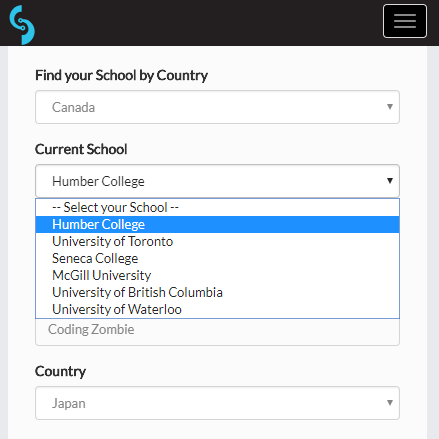 Find your School by Country
Canada
Current School
Humber College
-- Select your School --
Humber College
University of Toronto
Seneca College
McGill University
University of British Columbia
University of Waterloo
Coding Zombie
Country
Japan